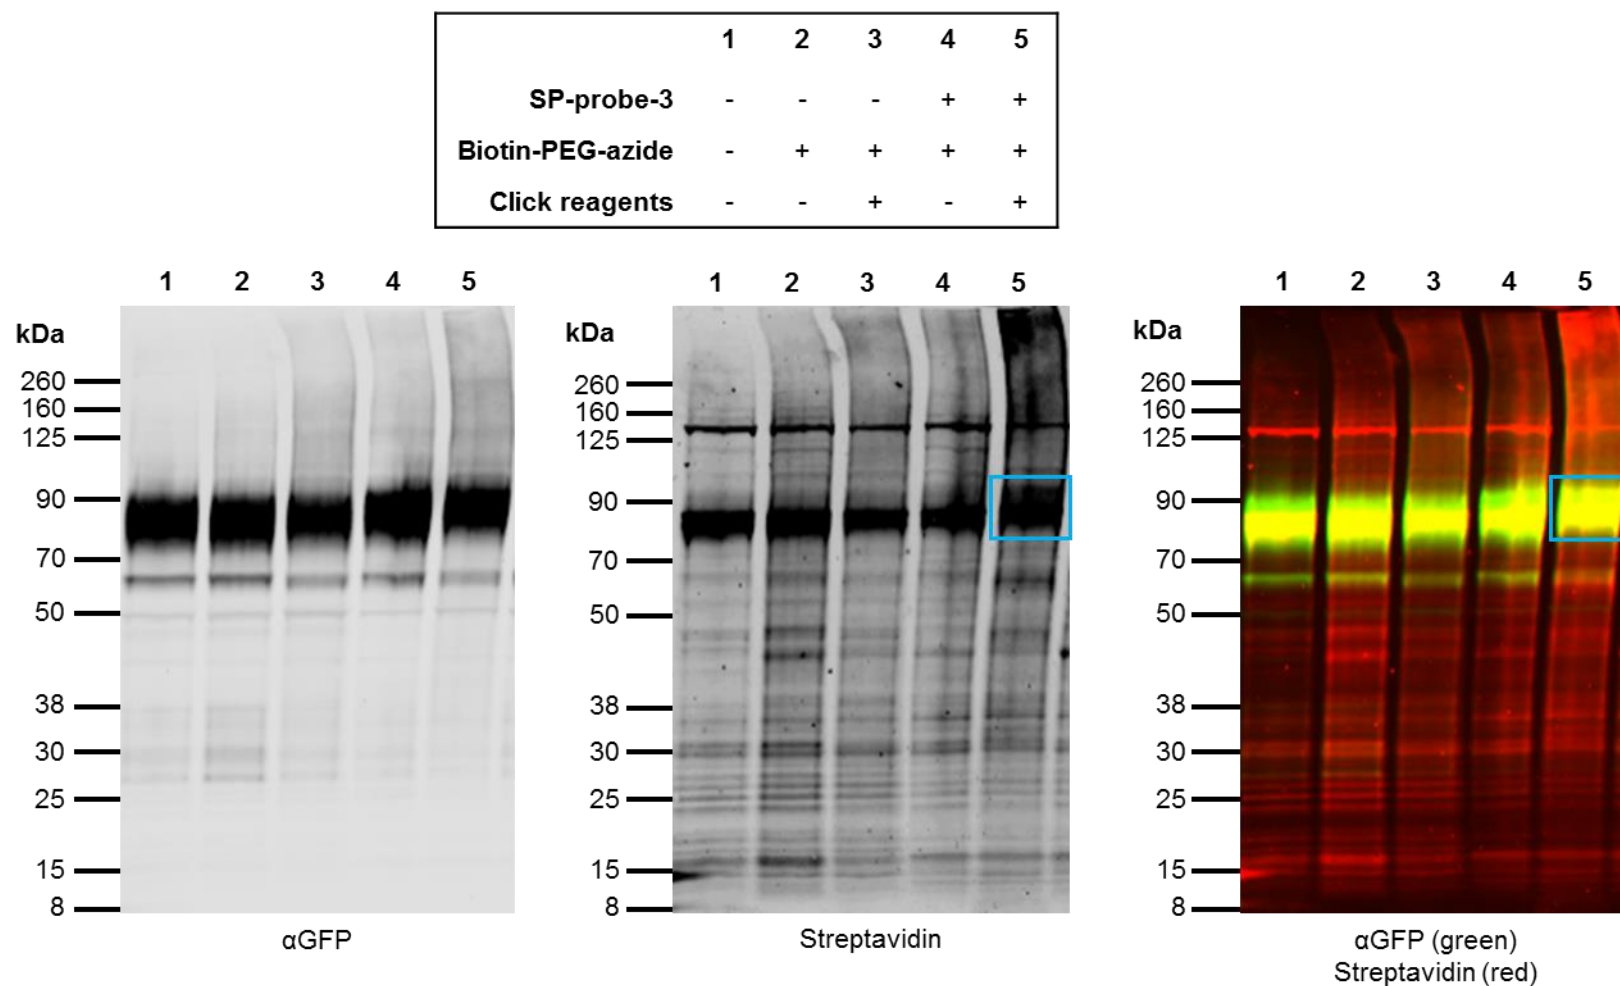 1 2 3 4 5
SP-probe-3 - - - + +
Biotin-PEG-azide - + + + +
Click reagents - - + - +
1 2 3 4 5
kDa
260
160
125
90
70
50
38
30
25
15
8
αGFP
1 2 3 4 5
kDa
260
160
125
90
70
50
38
30
25
15
8
Streptavidin
1 2 3 4 5
kDa
260
160
125
90
70
50
38
30
25
15
8
αGFP (green)
Streptavidin (red)